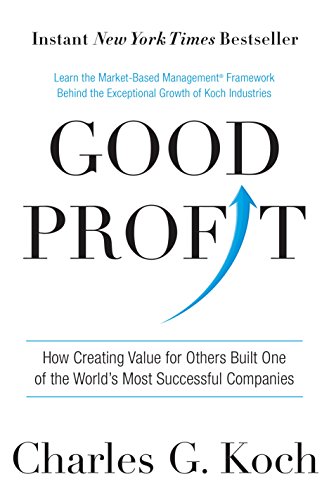 Instant New York Times Bestseller
Learn the Market-Based Management® Framework
Behind the Exceptional Growth of Koch Industries
GOOD
PROFIT
How Creating Value for Others Built One
of the World's Most Successful Companies
Charles G. Koch